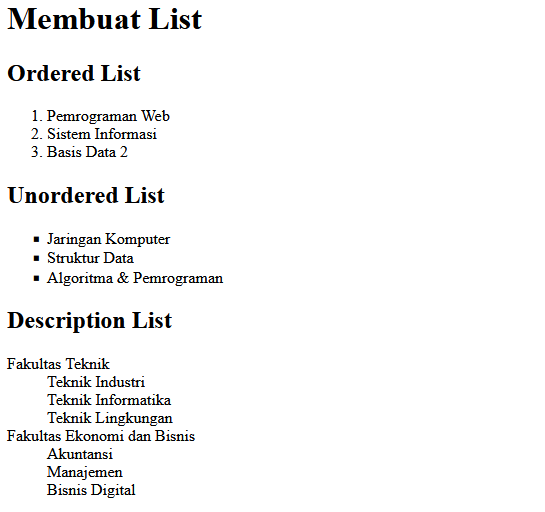 Membuat List
Ordered List
1. Pemrograman Web
2. Sistem Informasi
3. Basis Data 2
Unordered List
▪ Jaringan Komputer
▪ Struktur Data
▪ Algoritma & Pemrograman
Description List
Fakultas Teknik
Teknik Industri
Teknik Informatika
Teknik Lingkungan
Fakultas Ekonomi dan Bisnis
Akuntansi
Manajemen
Bisnis Digital